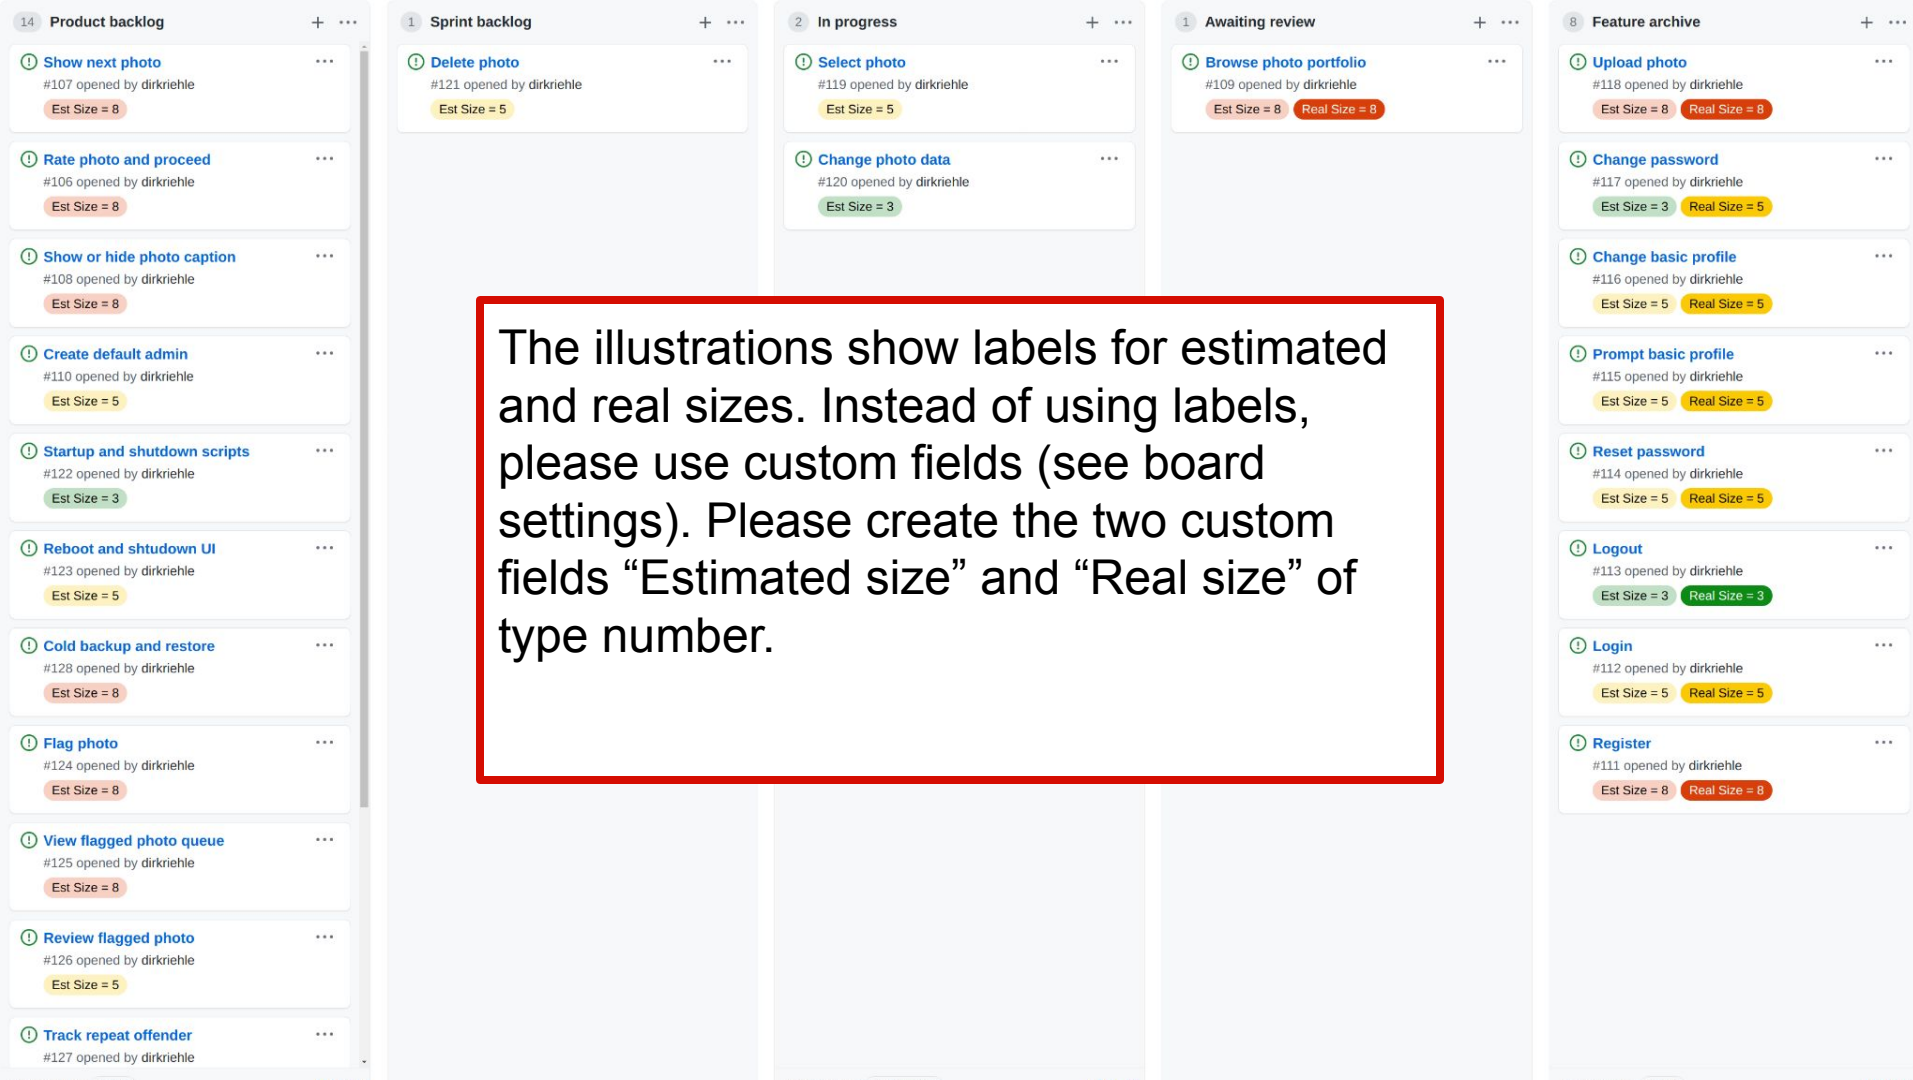 14 Product backlog
Show next photo
#107 opened by dirkriehle
Est Size = 8
Rate photo and proceed
#106 opened by dirkriehle
Est Size = 8
Show or hide photo caption
#108 opened by dirkriehle
Est Size = 8
Create default admin
#110 opened by dirkriehle
Est Size = 5
Startup and shutdown scripts
#122 opened by dirkriehle
Est Size = 3
Reboot and shtudown UI
#123 opened by dirkriehle
Est Size = 5
Cold backup and restore
#128 opened by dirkriehle
Est Size = 8
Flag photo
#124 opened by dirkriehle
Est Size = 8
View flagged photo queue
#125 opened by dirkriehle
Est Size = 8
Review flagged photo
#126 opened by dirkriehle
Est Size = 5
Track repeat offender
#127 opened by dirkriehle
1 Sprint backlog
Delete photo
#121 opened by dirkriehle
Est Size = 5
2 In progress
Select photo
#119 opened by dirkriehle
Est Size = 5
Change photo data
#120 opened by dirkriehle
Est Size = 3
1 Awaiting review
Browse photo portfolio
#109 opened by dirkriehle
Est Size = 8 Real Size = 8
The illustrations show labels for estimated
and real sizes. Instead of using labels,
please use custom fields (see board
settings). Please create the two custom
fields “Estimated size” and “Real size” of
type number.
8 Feature archive
Upload photo
#118 opened by dirkriehle
Est Size = 8 Real Size = 8
Change password
#117 opened by dirkriehle
Est Size = 3 Real Size = 5
Change basic profile
#116 opened by dirkriehle
Est Size = 5 Real Size = 5
Prompt basic profile
#115 opened by dirkriehle
Est Size = 5 Real Size = 5
Reset password
#114 opened by dirkriehle
Est Size = 5 Real Size = 5
Logout
#113 opened by dirkriehle
Est Size = 3 Real Size = 3
Login
#112 opened by dirkriehle
Est Size = 5 Real Size = 5
Register
#111 opened by dirkriehle
Est Size = 8 Real Size = 8